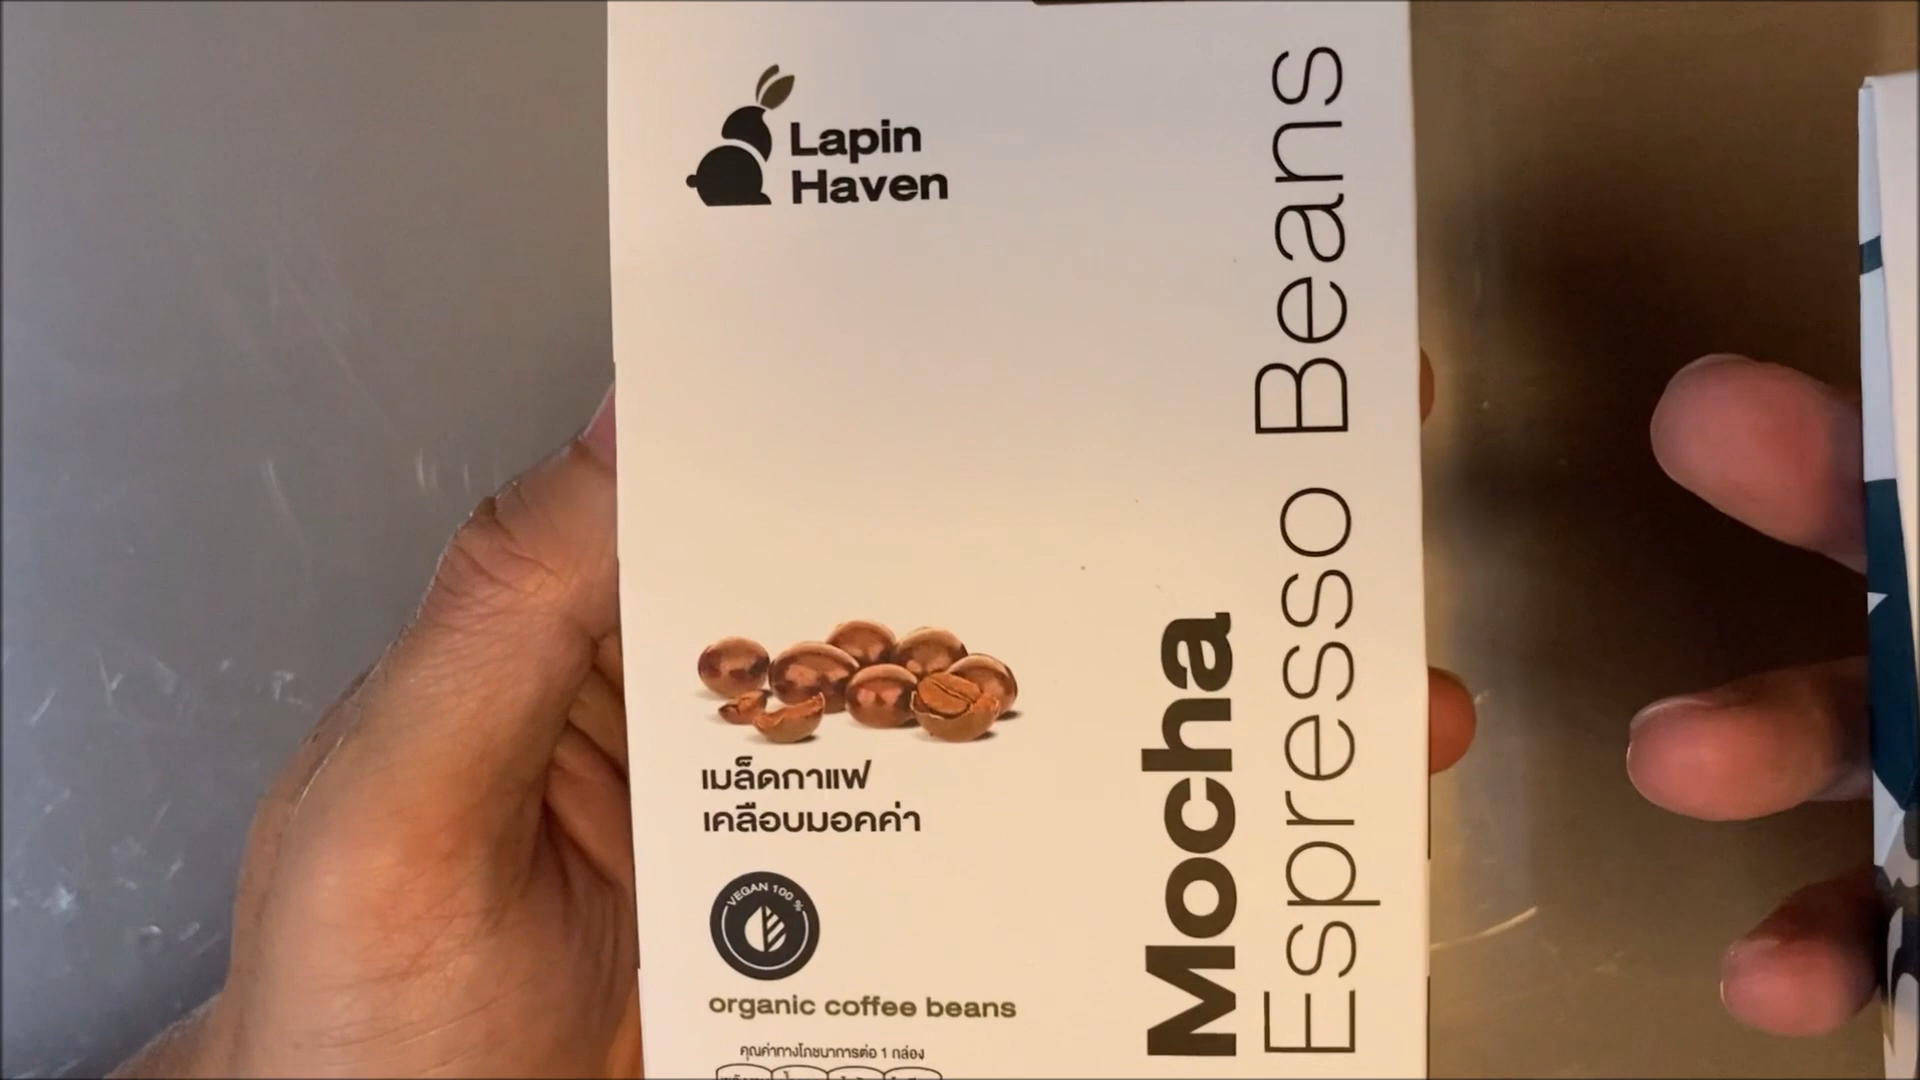 Lapin
Haven
Mocha
Espresso Beans
เมล็ดกาแฟ
เคลือบมอคค่า
VEGAN 100 %
organic coffee beans
คุณค่าทางโภชนาการต่อ 1 กล่อง